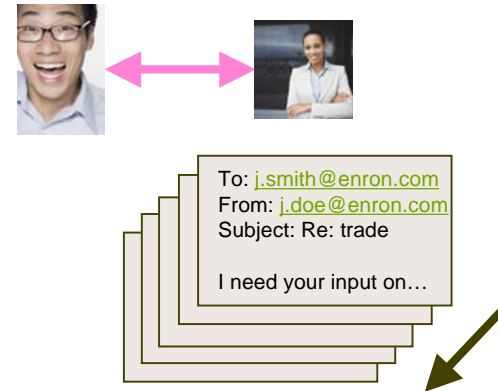 To: j.smith@enron.com
From: j.doe@enron.com
Subject: Re: trade
I need your input on…